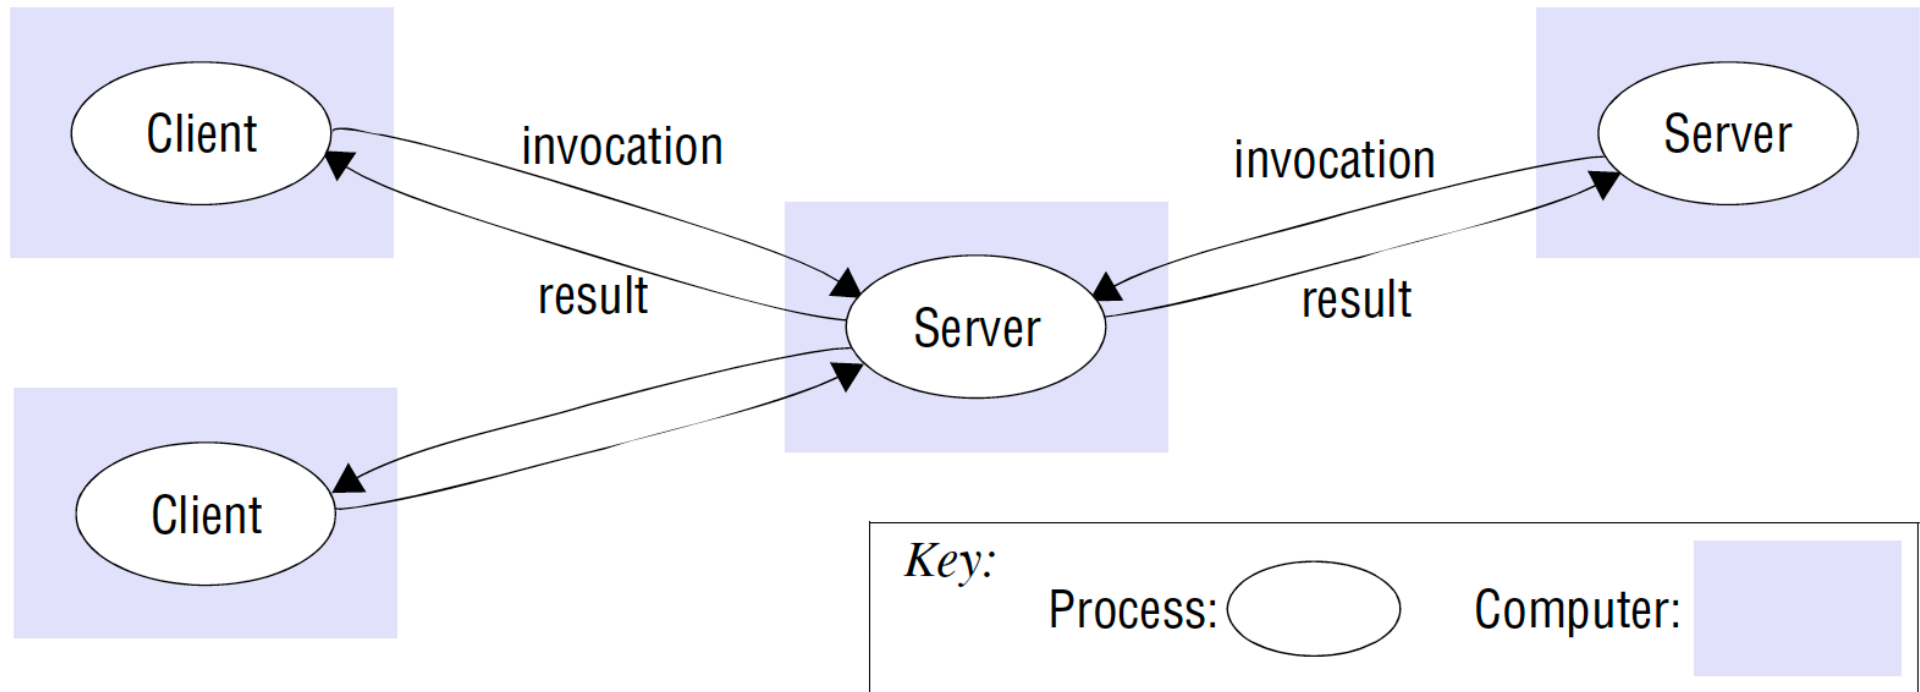 Client
invocation
result
Server
invocation
result
Server
Client
Key:
Process:
Computer: